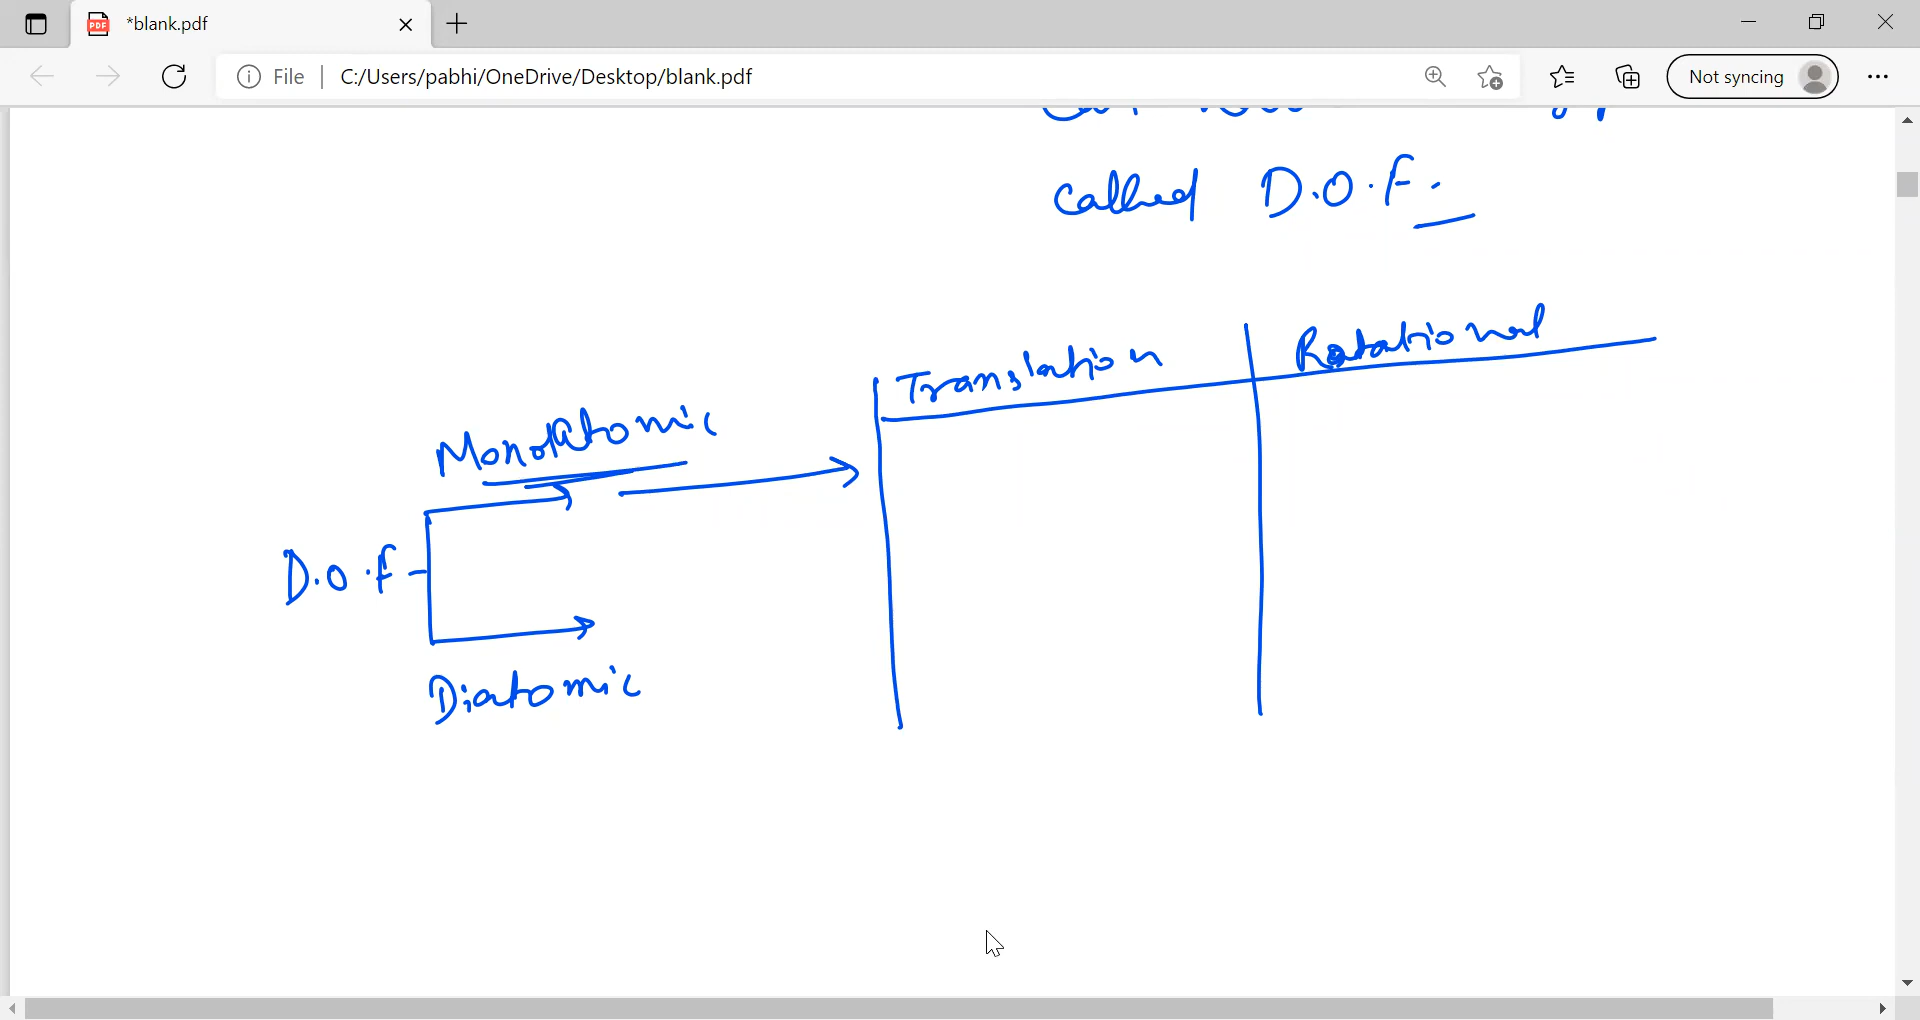 *blank.pdf
File
C:/Users/pabhi/OneDrive/Desktop/blank.pdf
Not syncing
called D.O.F.
Translation
Rotational
Monoatomic
D.O.F
Diatomic